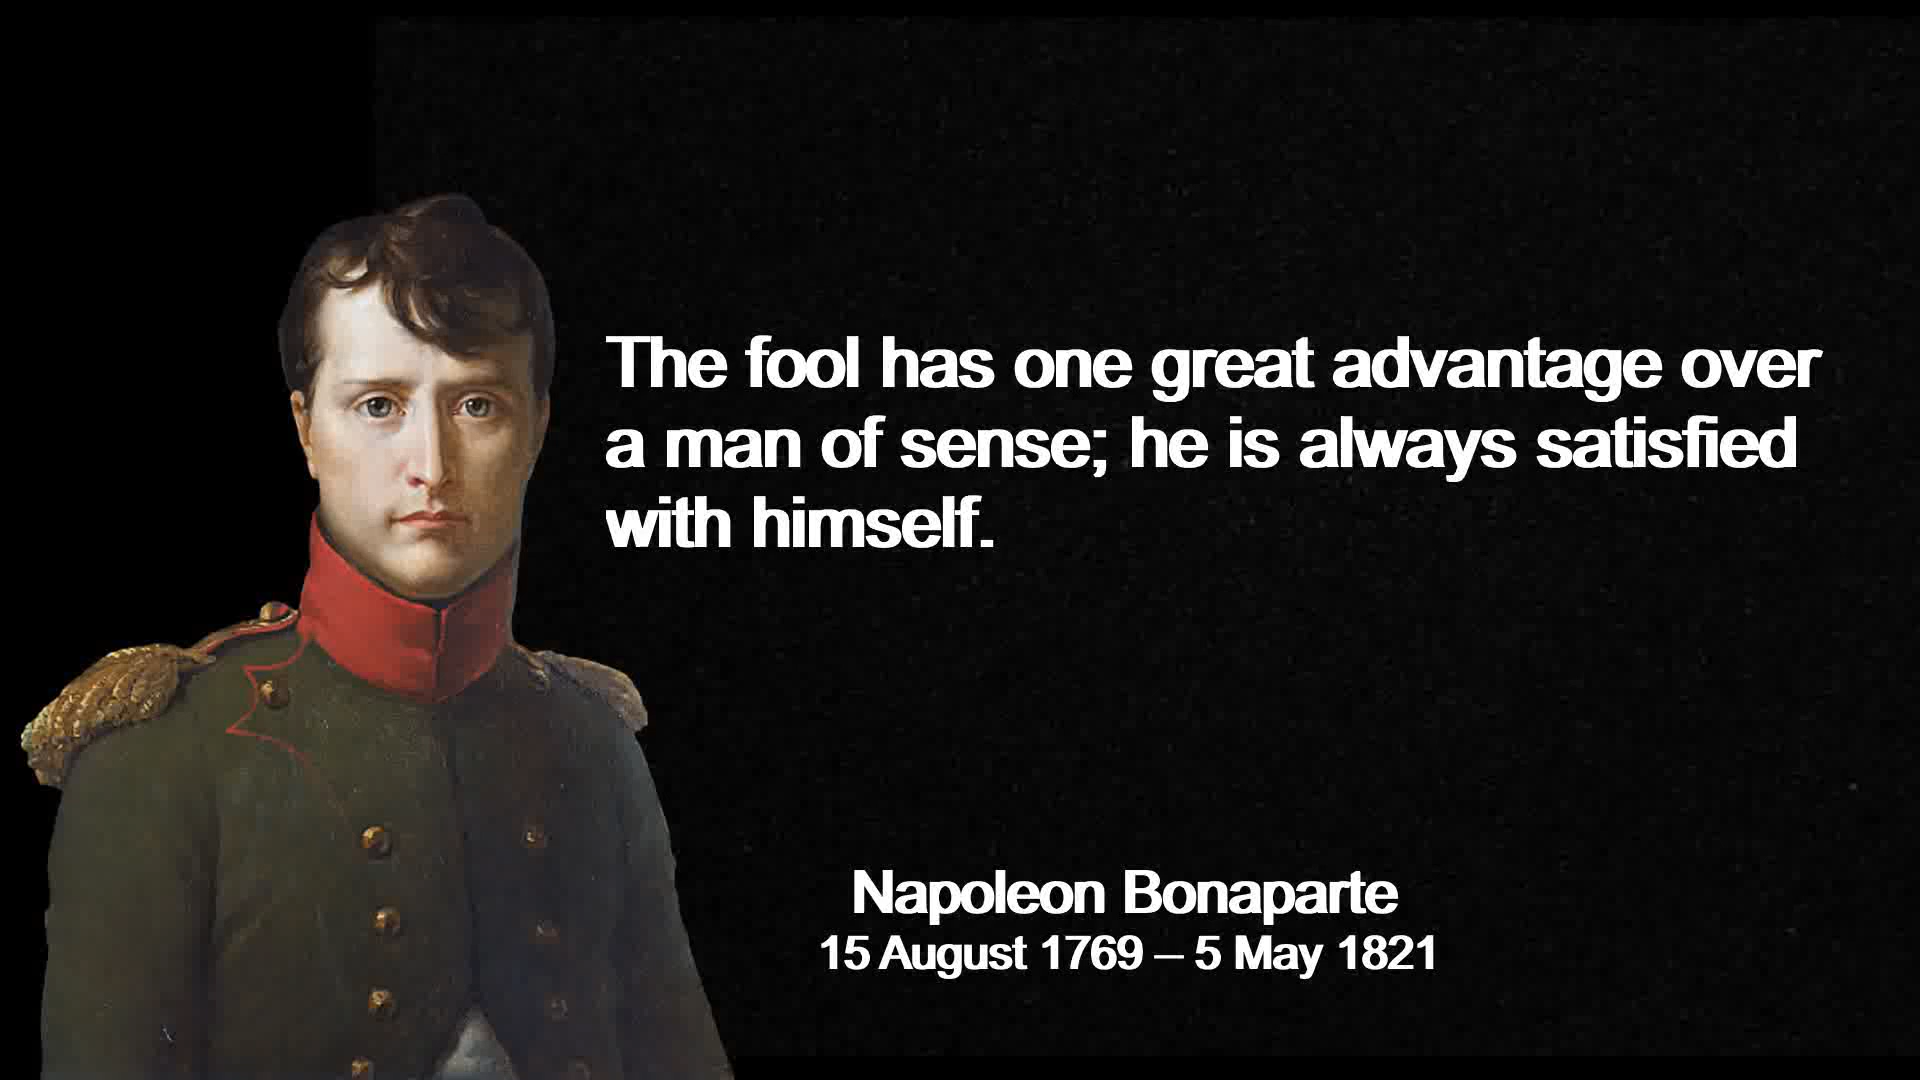 The fool has one great advantage over
a man of sense; he is always satisfied
with himself.
Napoleon Bonaparte
15 August 1769 – 5 May 1821